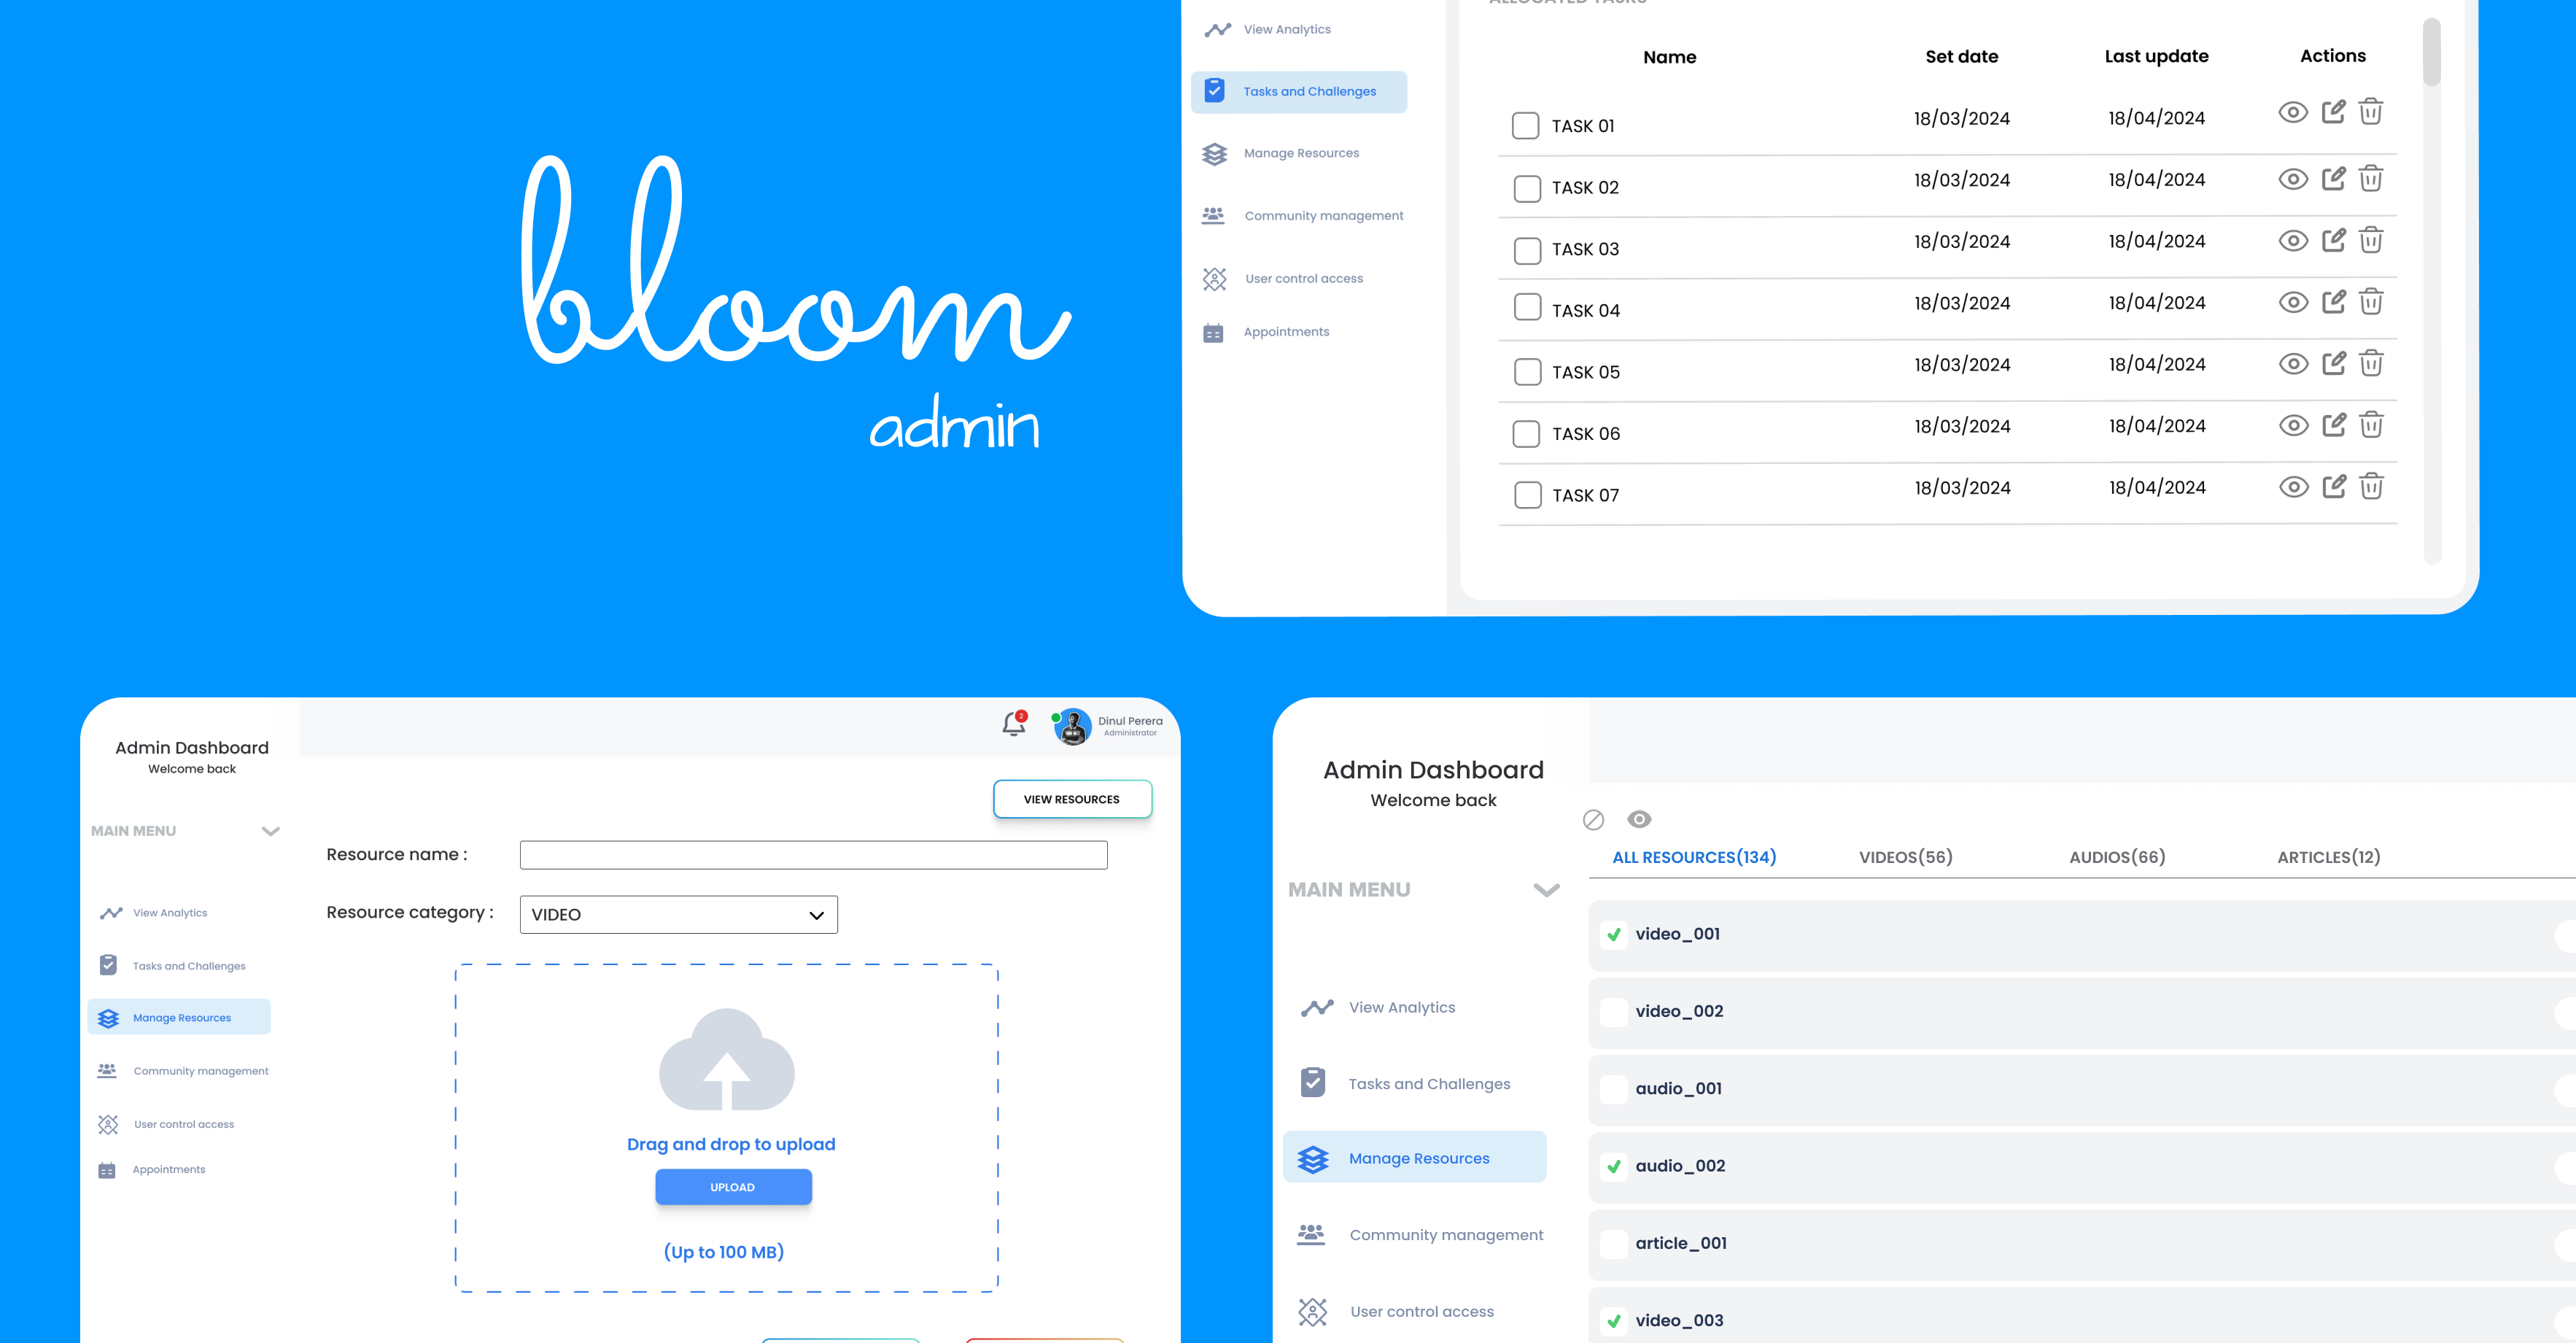 bloom
admin
ALLOCATED TASKS
View Analytics
Tasks and Challenges
Manage Resources
Community management
User control access
Appointments
Name Set date Last update Actions
TASK 01 18/03/2024 18/04/2024
TASK 02 18/03/2024 18/04/2024
TASK 03 18/03/2024 18/04/2024
TASK 04 18/03/2024 18/04/2024
TASK 05 18/03/2024 18/04/2024
TASK 06 18/03/2024 18/04/2024
TASK 07 18/03/2024 18/04/2024
Admin Dashboard
Welcome back
MAIN MENU
View Analytics
Tasks and Challenges
Manage Resources
Community management
User control access
Appointments
2
Dinul Perera
Administrator
VIEW RESOURCES
Resource name :
Resource category : VIDEO
Drag and drop to upload
UPLOAD
(Up to 100 MB)
Admin Dashboard
Welcome back
MAIN MENU
View Analytics
Tasks and Challenges
Manage Resources
Community management
User control access
ALL RESOURCES(134) VIDEOS(56) AUDIOS(66) ARTICLES(12)
video_001
video_002
audio_001
audio_002
article_001
video_003